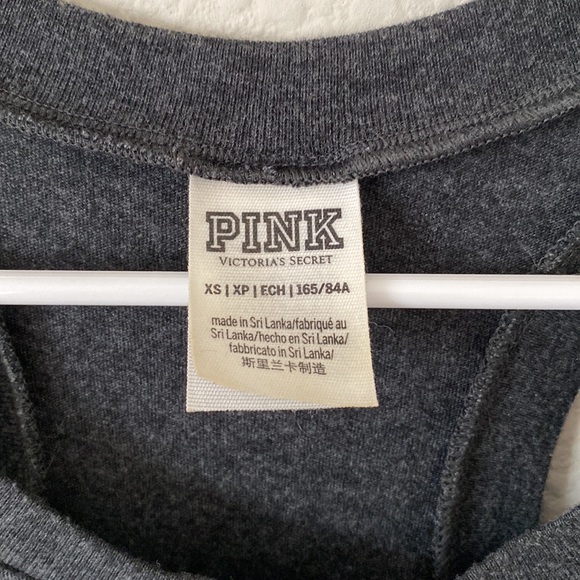 PINK
VICTORIA'S SECRET
XS | XP | ECH | 165/84A
made in Sri Lanka/fabriqué au
Sri Lanka/hecho en Sri Lanka/
fabbricato in Sri Lanka/
斯里兰卡制造